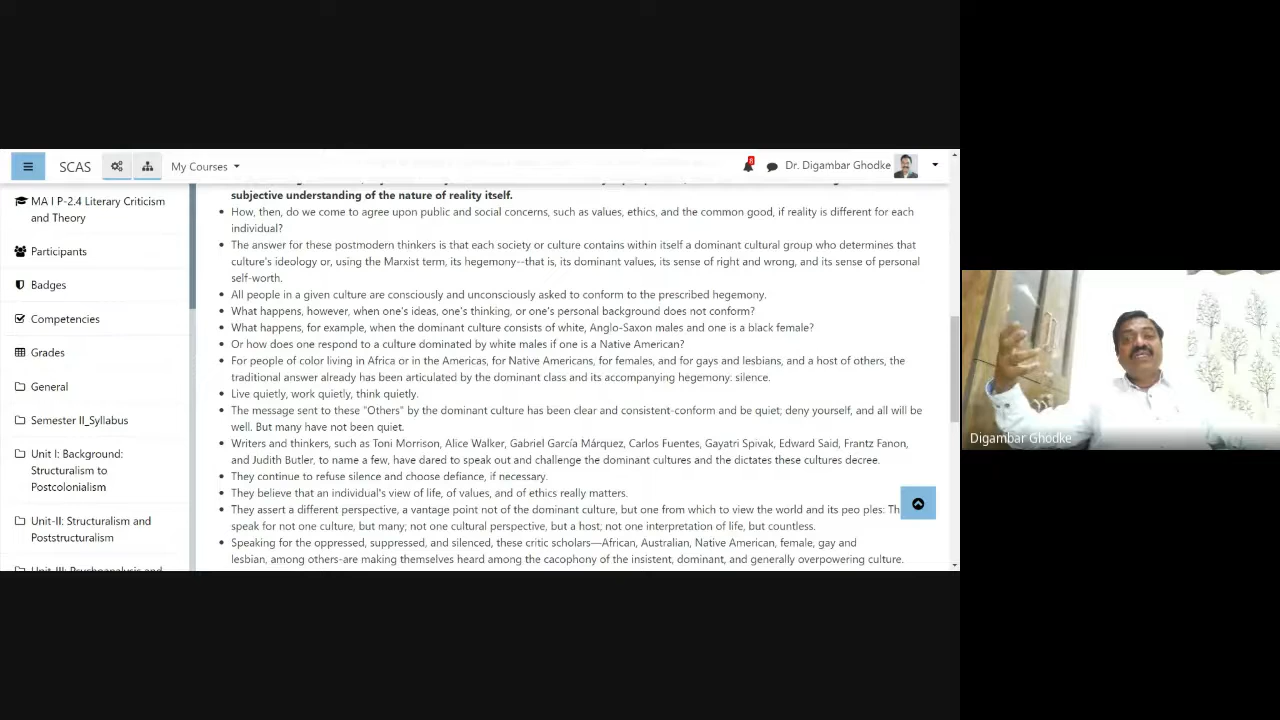 SCAS
My Courses
6
Dr. Digambar Ghodke
MA I P-2.4 Literary Criticism
and Theory
Participants
Badges
Competencies
Grades
General
Semester II_Syllabus
Unit I: Background:
Structuralism to
Postcolonialism
Unit-II: Structuralism and
Poststructuralism
Unit-III: Psychoanalysis and
subjective understanding of the nature of reality itself.
How, then, do we come to agree upon public and social concerns, such as values, ethics, and the common good, if reality is different for each
individual?
The answer for these postmodern thinkers is that each society or culture contains within itself a dominant cultural group who determines that
culture's ideology or, using the Marxist term, its hegemony--that is, its dominant values, its sense of right and wrong, and its sense of personal
self-worth.
All people in a given culture are consciously and unconsciously asked to conform to the prescribed hegemony.
What happens, however, when one's ideas, one's thinking, or one's personal background does not conform?
What happens, for example, when the dominant culture consists of white, Anglo-Saxon males and one is a black female?
Or how does one respond to a culture dominated by white males if one is a Native American?
For people of color living in Africa or in the Americas, for Native Americans, for females, and for gays and lesbians, and a host of others, the
traditional answer already has been articulated by the dominant class and its accompanying hegemony: silence.
Live quietly, work quietly, think quietly.
The message sent to these "Others" by the dominant culture has been clear and consistent-conform and be quiet; deny yourself, and all will be
well. But many have not been quiet.
Writers and thinkers, such as Toni Morrison, Alice Walker, Gabriel García Márquez, Carlos Fuentes, Gayatri Spivak, Edward Said, Frantz Fanon,
and Judith Butler, to name a few, have dared to speak out and challenge the dominant cultures and the dictates these cultures decree.
They continue to refuse silence and choose defiance, if necessary.
They believe that an individual's view of life, of values, and of ethics really matters.
They assert a different perspective, a vantage point not of the dominant culture, but one from which to view the world and its peo ples: Th
speak for not one culture, but many; not one cultural perspective, but a host; not one interpretation of life, but countless.
Speaking for the oppressed, suppressed, and silenced, these critic scholars—African, Australian, Native American, female, gay and
lesbian, among others-are making themselves heard among the cacophony of the insistent, dominant, and generally overpowering culture.
Digambar Ghodke